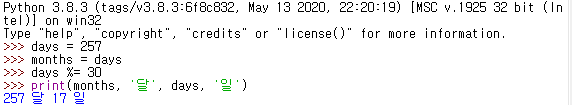 Python 3.8.3 (tags/v3.8.3:6f8c832, May 13 2020, 22:20:19) [MSC v.1925 32 bit (In
tel)] on win32
Type "help", "copyright", "credits" or "license()" for more information.
>>> days = 257
>>> months = days
>>> days %= 30
>>> print(months, '달', days, '일')
257 달 17 일